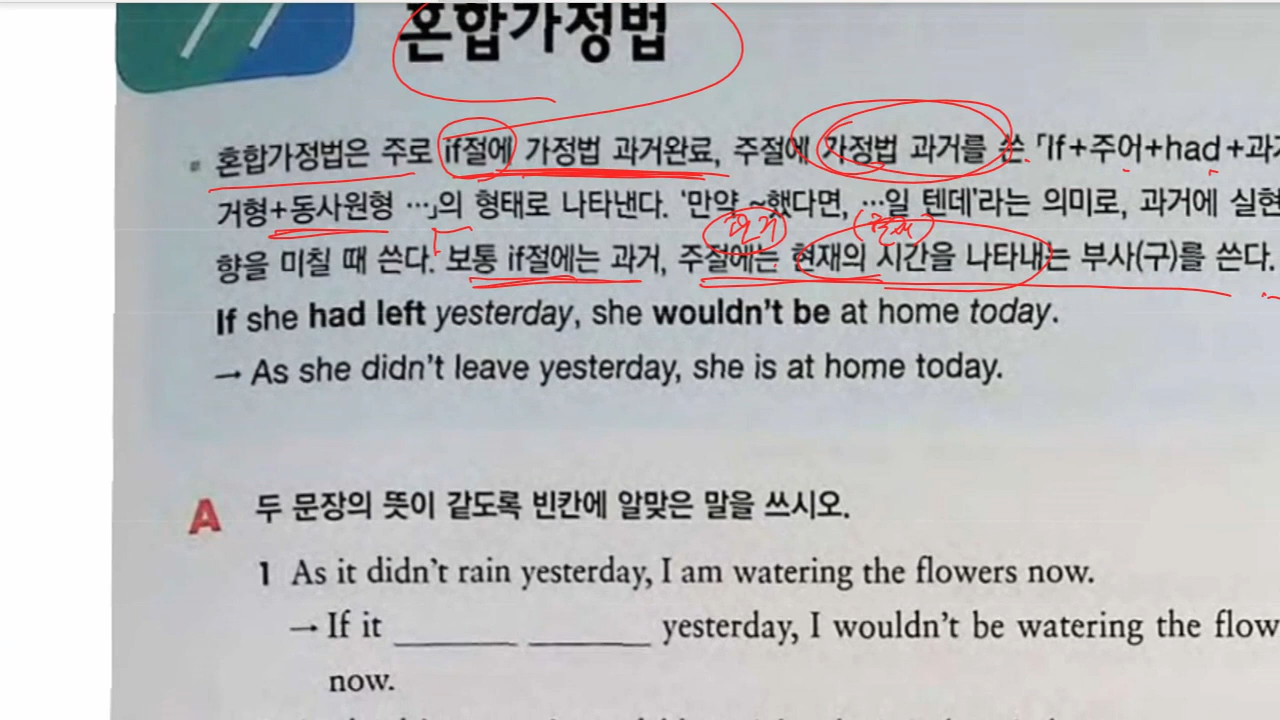 혼합가정법
혼합가정법은 주로 if절에 가정법 과거완료, 주절에 가정법 과거를 쓴 「If+주어+had+과거
거형+동사원형 …」의 형태로 나타낸다. '만약 ~했다면, …일 텐데'라는 의미로, 과거에 실현
과거 현재
향을 미칠 때 쓴다. 보통 if절에는 과거, 주절에는 현재의 시간을 나타내는 부사(구)를 쓴다.
If she had left yesterday, she wouldn't be at home today.
→ As she didn't leave yesterday, she is at home today.
A 두 문장의 뜻이 같도록 빈칸에 알맞은 말을 쓰시오.
1 As it didn't rain yesterday, I am watering the flowers now.
→ If it ______ ______ yesterday, I wouldn't be watering the flow
now.